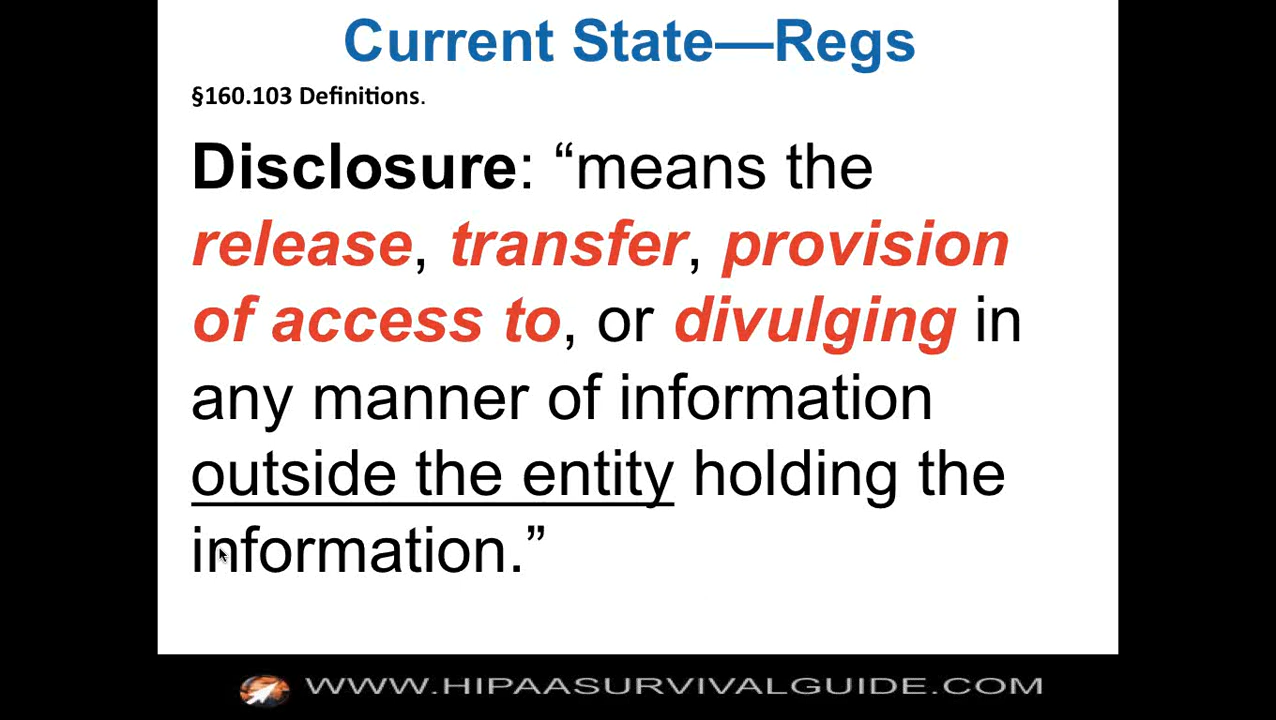 Current State—Regs
§160.103 Definitions.
Disclosure: “means the
release, transfer, provision
of access to, or divulging in
any manner of information
outside the entity holding the
information.”
WWW.HIPAASURVIVALGUIDE.COM